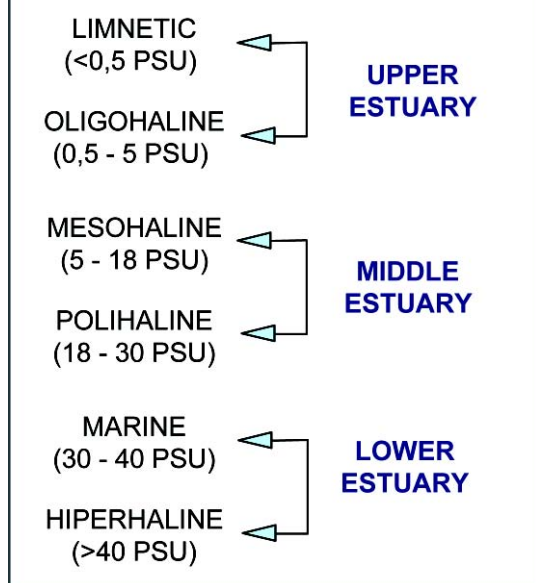 LIMNETIC
(<0,5 PSU)
UPPER
ESTUARY
OLIGOHALINE
(0,5 - 5 PSU)
MESOHALINE
(5 - 18 PSU)
MIDDLE
ESTUARY
POLIHALINE
(18 - 30 PSU)
MARINE
(30 - 40 PSU)
LOWER
ESTUARY
HIPERHALINE
(>40 PSU)